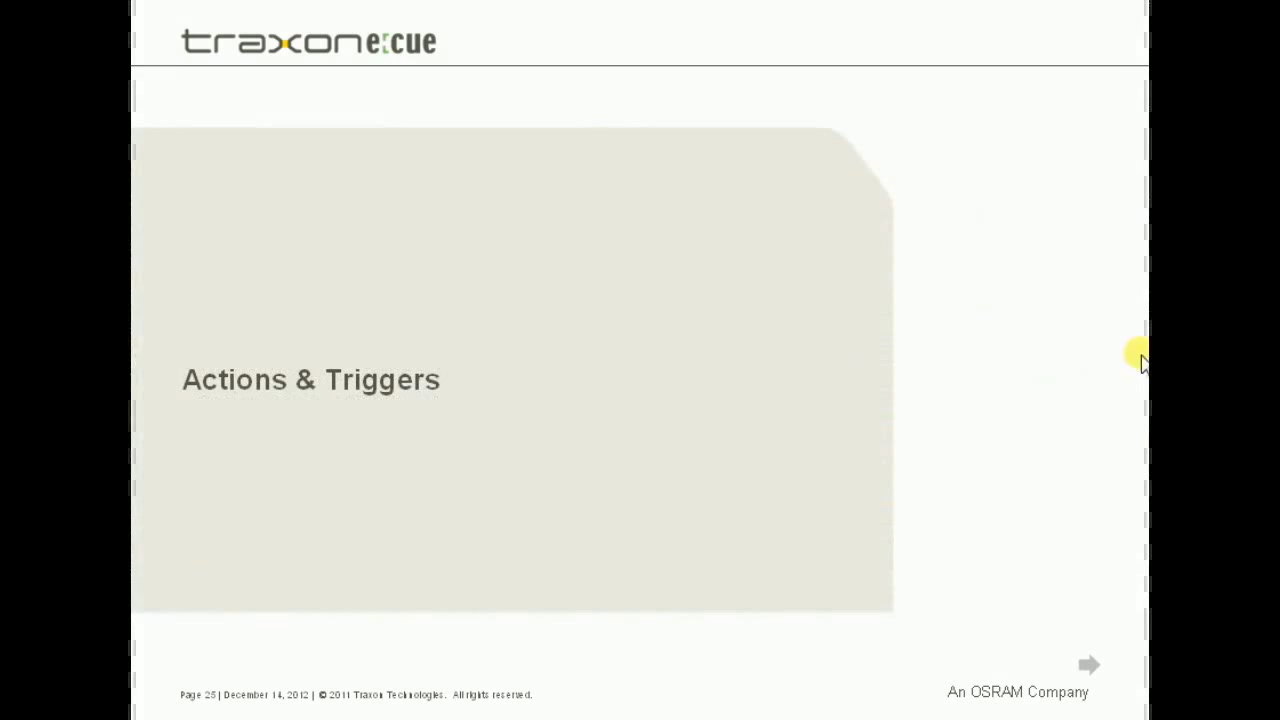 traxon e:cue
Actions & Triggers
Page 25 | December 14, 2012 | © 2011 Traxon Technologies. All rights reserved.
An OSRAM Company